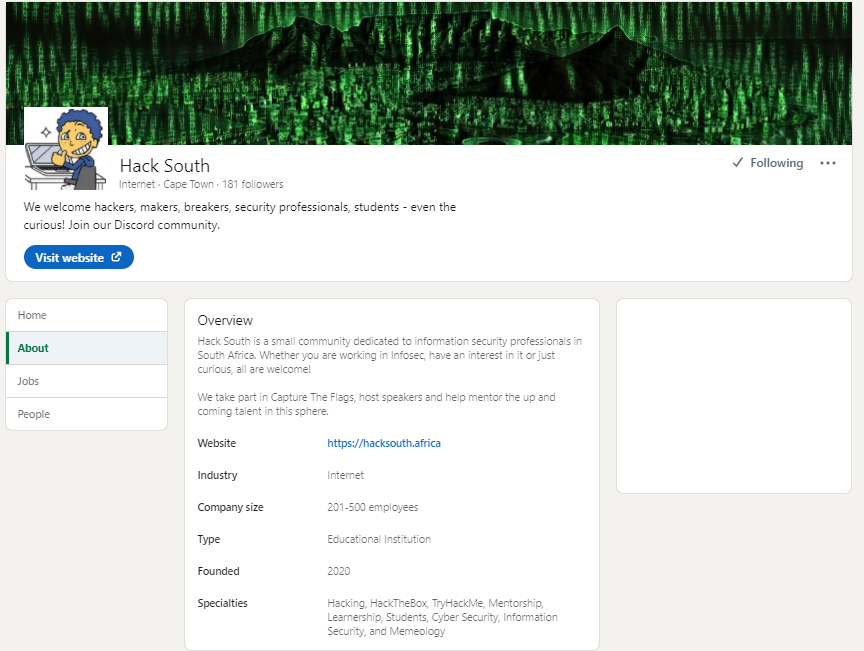 Hack South
Internet · Cape Town · 181 followers
Following
We welcome hackers, makers, breakers, security professionals, students - even the
curious! Join our Discord community.
Visit website
Home
About
Jobs
People
Overview
Hack South is a small community dedicated to information security professionals in
South Africa. Whether you are working in Infosec, have an interest in it or just
curious, all are welcome!
We take part in Capture The Flags, host speakers and help mentor the up and
coming talent in this sphere.
Website https://hacksouth.africa
Industry Internet
Company size 201-500 employees
Type Educational Institution
Founded 2020
Specialties Hacking, HackTheBox, TryHackMe, Mentorship,
Learnership, Students, Cyber Security, Information
Security, and Memeology